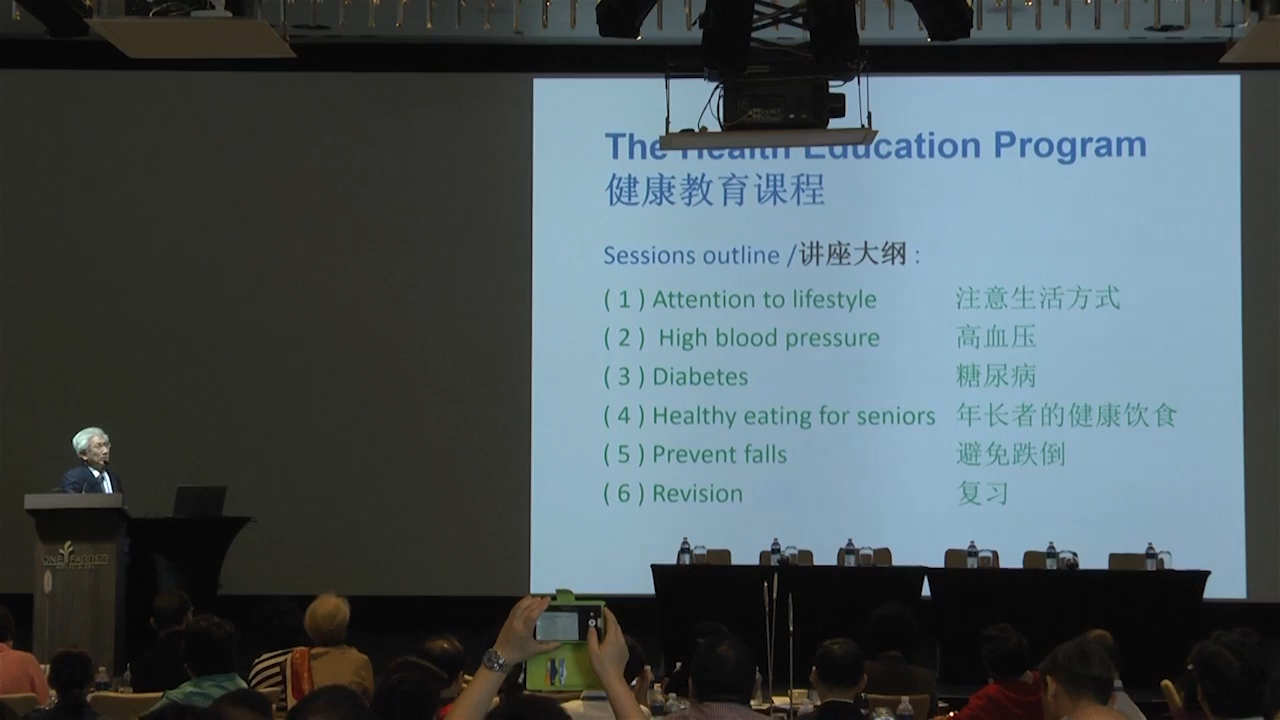 The Health Education Program
健康教育课程
Sessions outline /讲座大纲 :
( 1 ) Attention to lifestyle 注意生活方式
( 2 ) High blood pressure 高血压
( 3 ) Diabetes 糖尿病
( 4 ) Healthy eating for seniors 年长者的健康饮食
( 5 ) Prevent falls 避免跌倒
( 6 ) Revision 复习
ONE FARRER